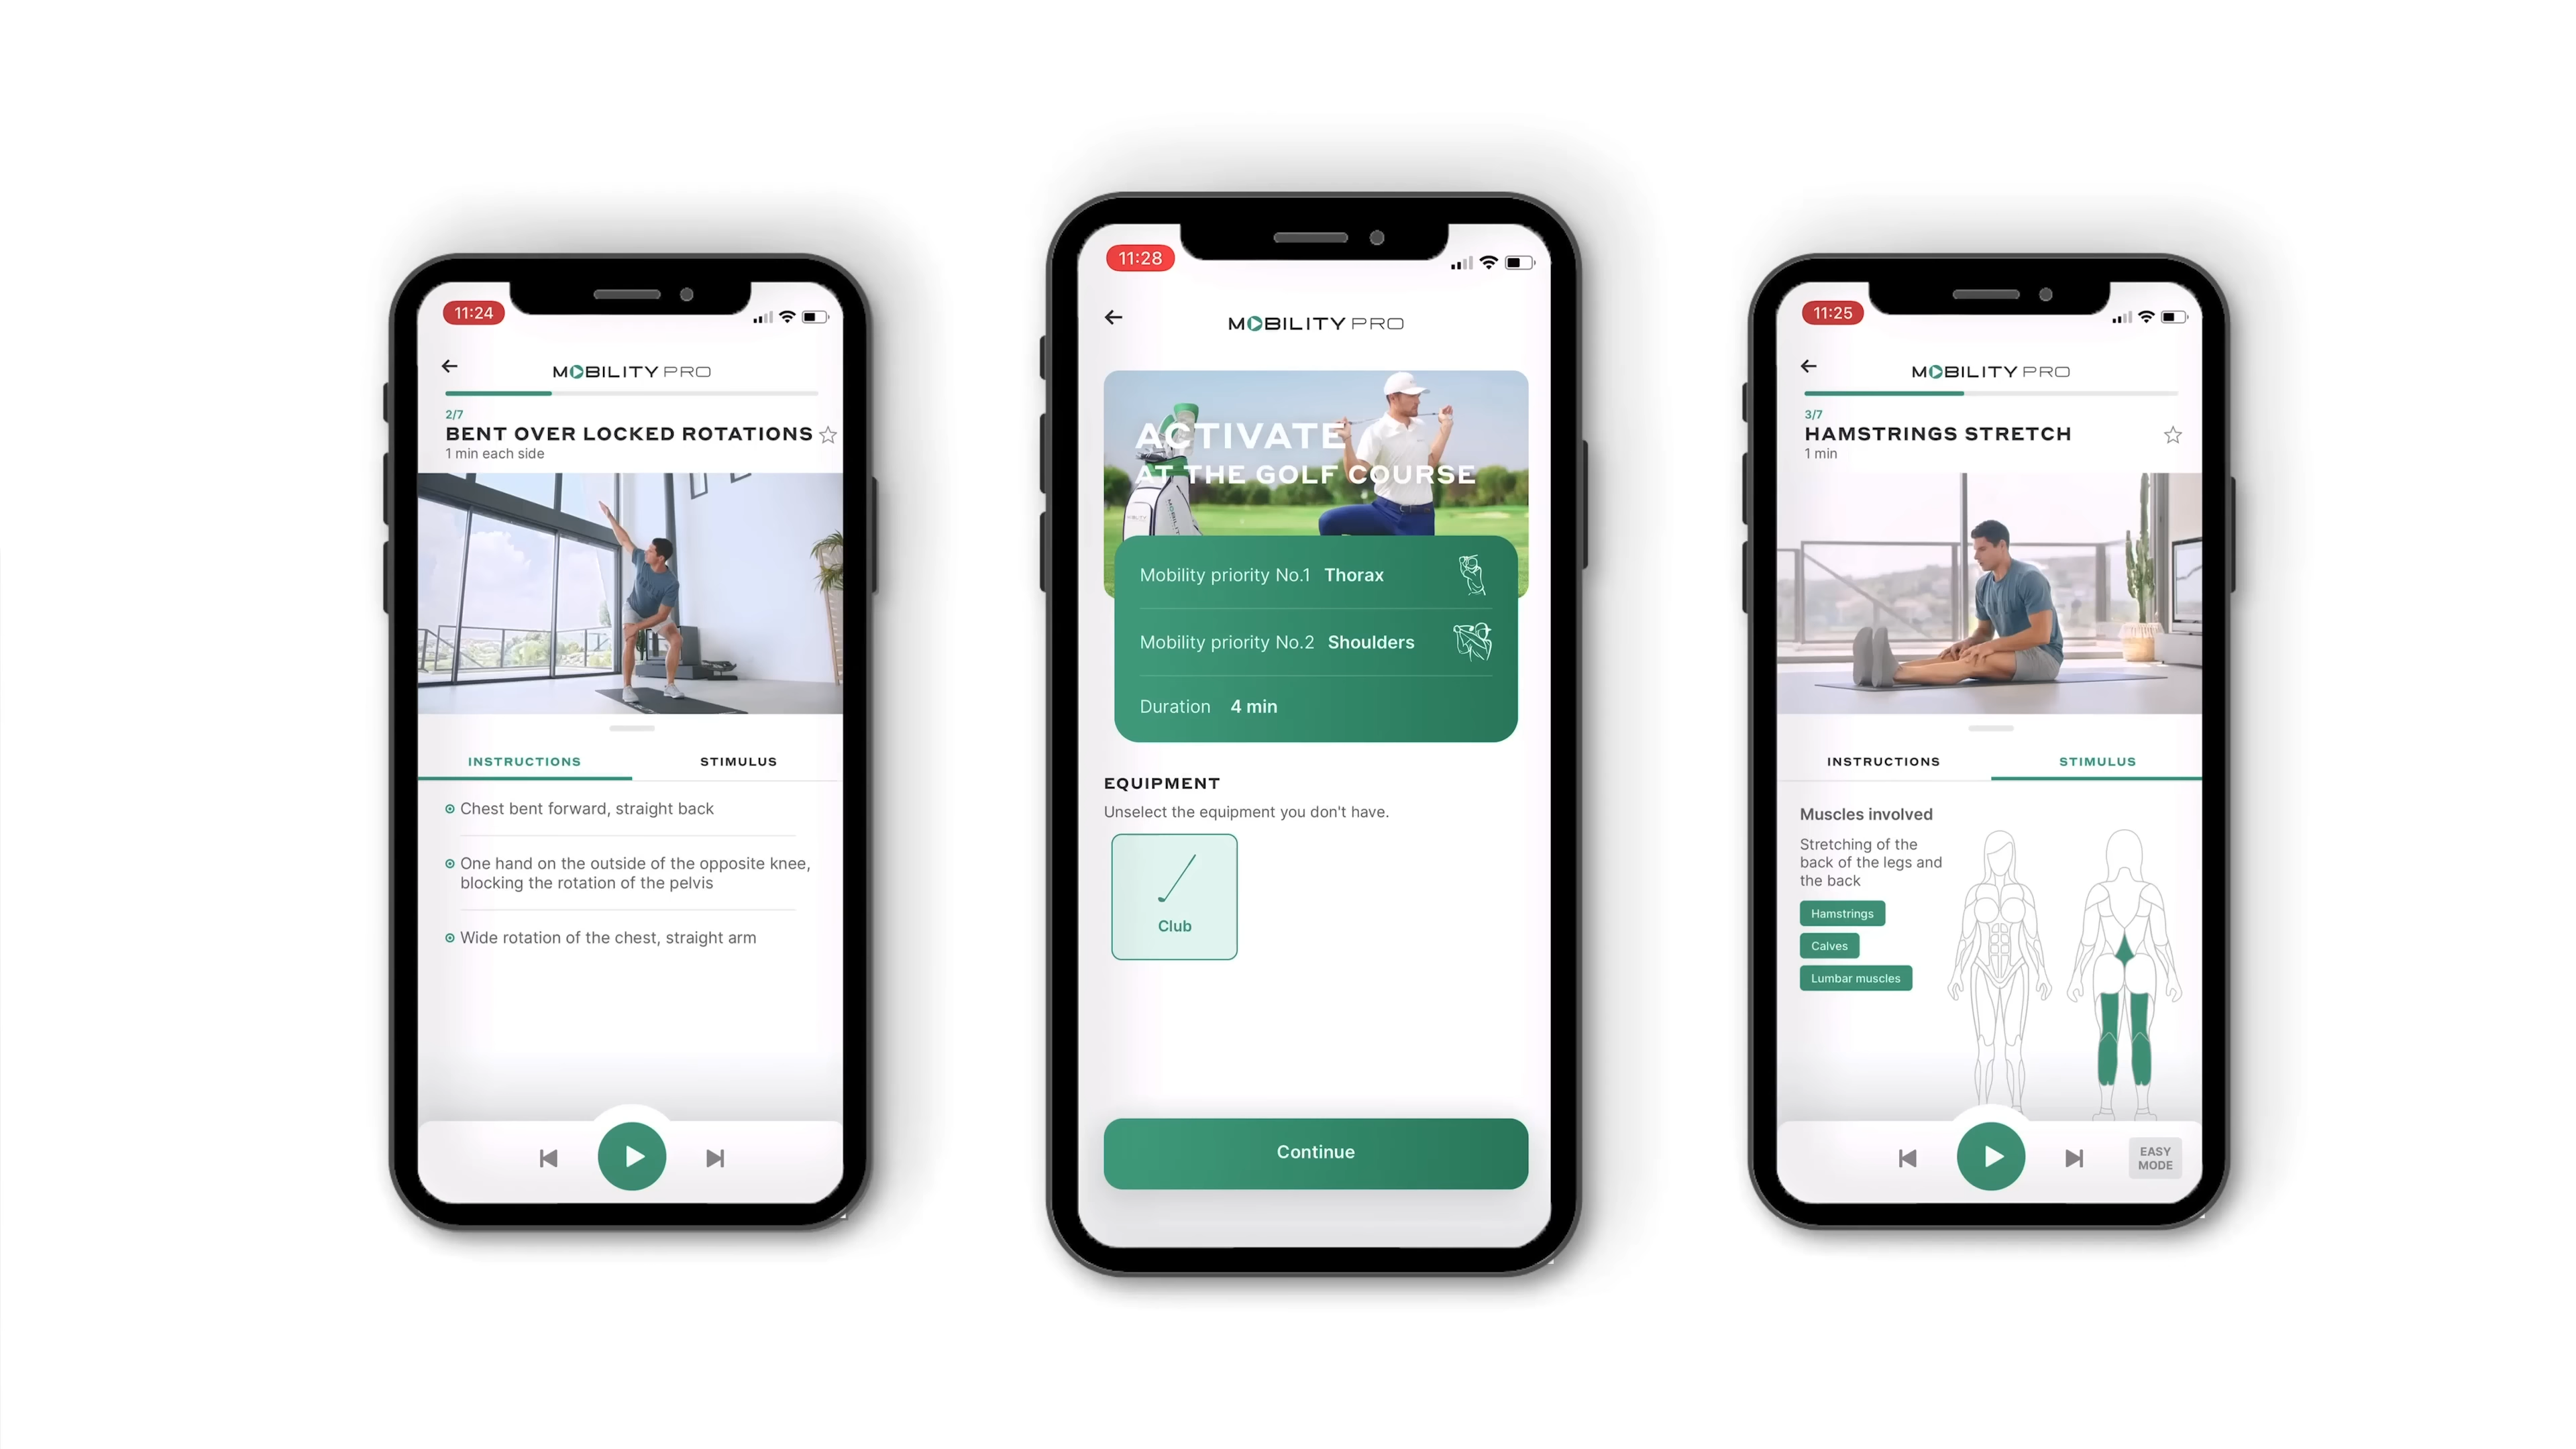 11:24
MOBILITY PRO
2/7
BENT OVER LOCKED ROTATIONS
1 min each side
INSTRUCTIONS STIMULUS
Chest bent forward, straight back
One hand on the outside of the opposite knee,
blocking the rotation of the pelvis
Wide rotation of the chest, straight arm
11:28
MOBILITY PRO
ACTIVATE
AT THE GOLF COURSE
Mobility priority No.1 Thorax
Mobility priority No.2 Shoulders
Duration 4 min
EQUIPMENT
Unselect the equipment you don't have.
Club
Continue
11:25
MOBILITY PRO
3/7
HAMSTRINGS STRETCH
1 min
INSTRUCTIONS STIMULUS
Muscles involved
Stretching of the
back of the legs and
the back
Hamstrings
Calves
Lumbar muscles
EASY
MODE